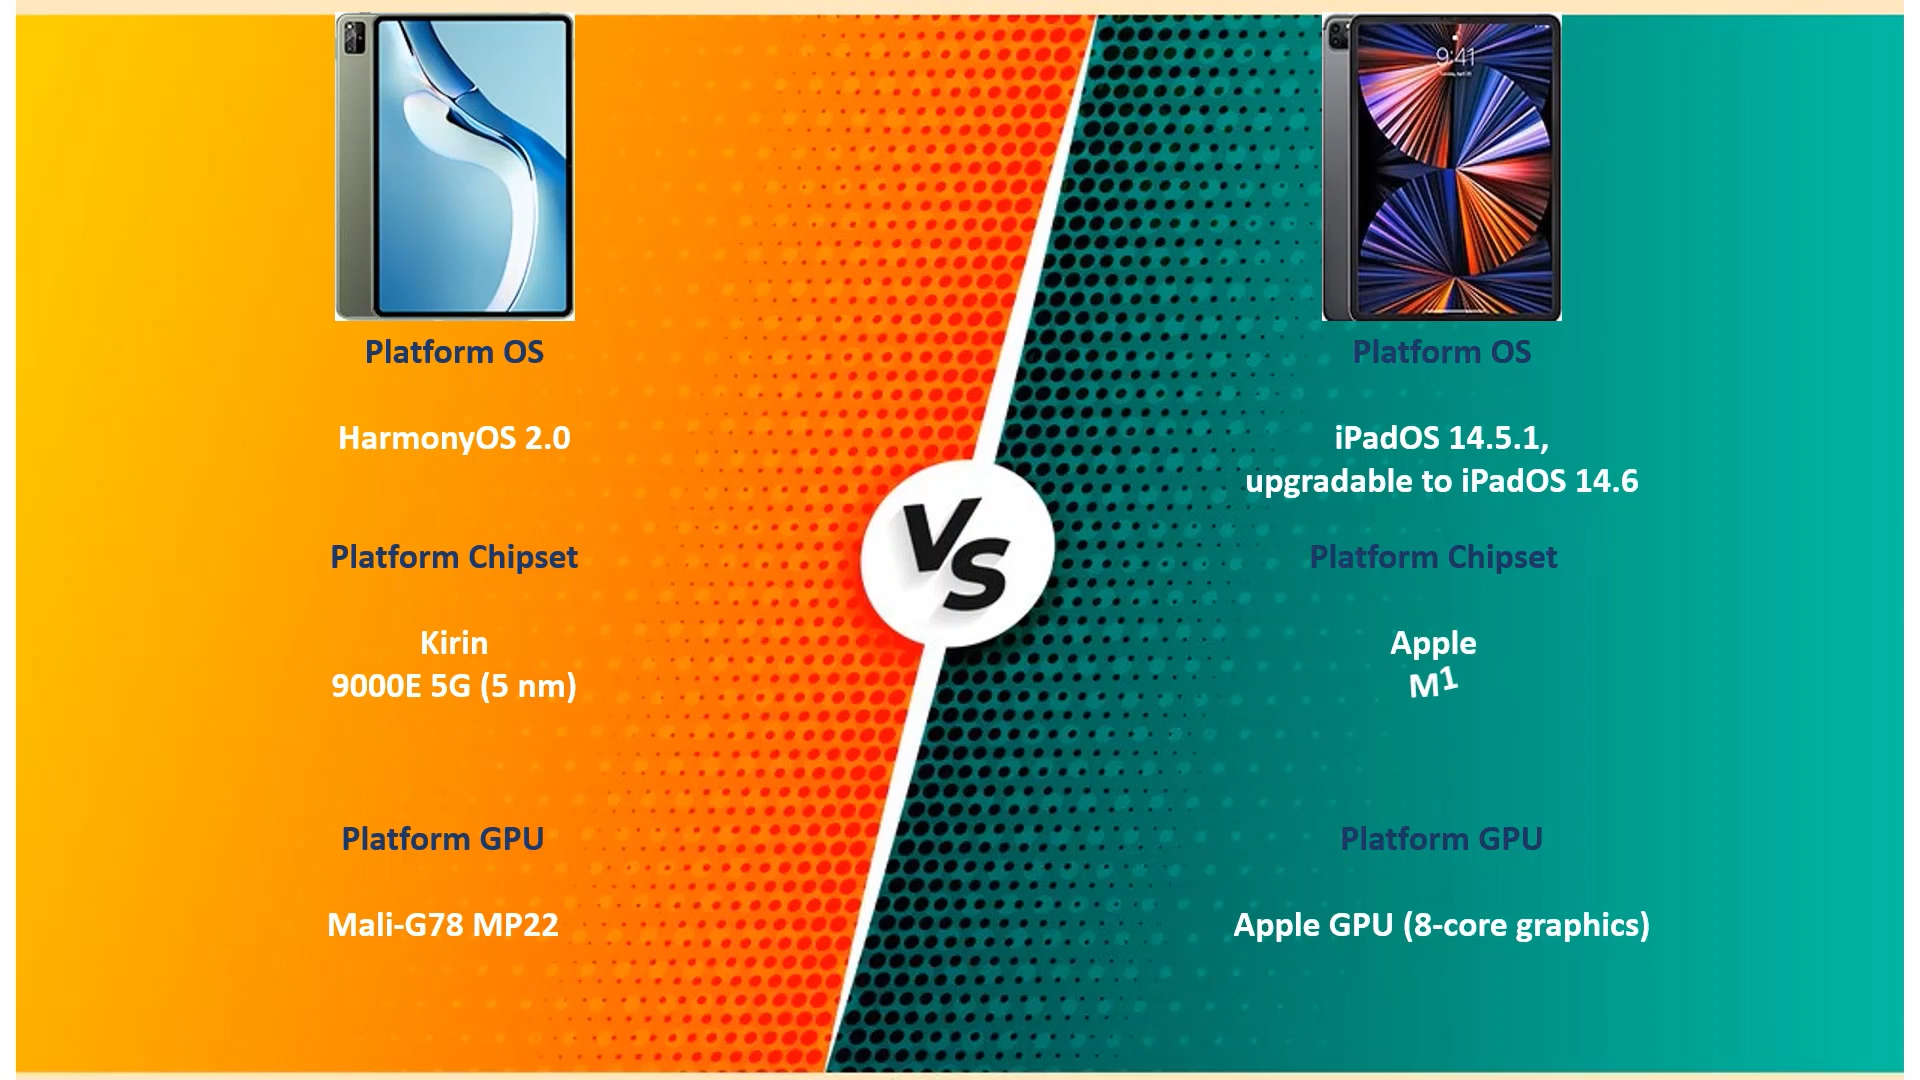 9:41
Platform OS
HarmonyOS 2.0
Platform Chipset
Kirin
9000E 5G (5 nm)
Platform GPU
Mali-G78 MP22
VS
Platform OS
iPadOS 14.5.1,
upgradable to iPadOS 14.6
Platform Chipset
Apple
M1
Platform GPU
Apple GPU (8-core graphics)